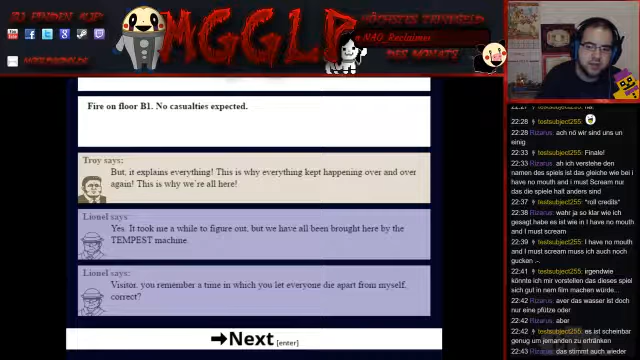 ZU FINDEN AUF:
MGGLP
HÖCHSTES TRINKGELD
NAO_Reclaimer
DES MONATS
Fire on floor B1. No casualties expected.
Troy says:
But, it explains everything! This is why everything kept happening over and over
again! This is why we're all here!
Lionel says
Yes. It took me a while to figure out, but we have all been brought here by the
TEMPEST machine.
Lionel says:
Visitor, you remember a time in which you let everyone die apart from myself,
correct?
➡Next [enter]
22:28 testsubject255:
22:28 Rizarus: ach nö wir sind uns un
einig
22:33 testsubject255: Finale!
22:33 Rizarus: ah ich verstehe den
namen des spiels ist das gleiche wie bei i
have no mouth and i must Scream nur
das die spiele halt anders sind
22:37 testsubject255: *roll credits*
22:38 Rizarus: wahr ja so klar wie ich
gesagt habe es ist wie in I have no mouth
and I must scream
22:39 testsubject255: I have no mouth
and I must scream muss ich auch noch
gucken .-.
22:41 testsubject255: irgendwie
könnte ich mir vorstellen das dieses spiel
sich gut in nem film machen würde...
22:42 Rizarus: aver das wasser ist doch
nur eine pfütze oder
22:42 Rizarus: aber
22:42 testsubject255: es ist scheinbar
genug um jemanden zu ertränken
22:43 Rizarus: das stimmt auch wieder